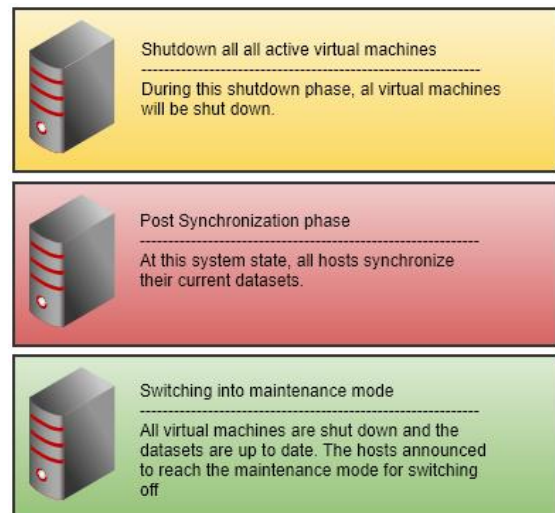 Shutdown all all active virtual machines
------------------------------------------------------------
During this shutdown phase, al virtual machines
will be shut down.
Post Synchronization phase
------------------------------------------------------------
At this system state, all hosts synchronize
their current datasets.
Switching into maintenance mode
------------------------------------------------------------
All virtual machines are shut down and the
datasets are up to date. The hosts announced
to reach the maintenance mode for switching
off